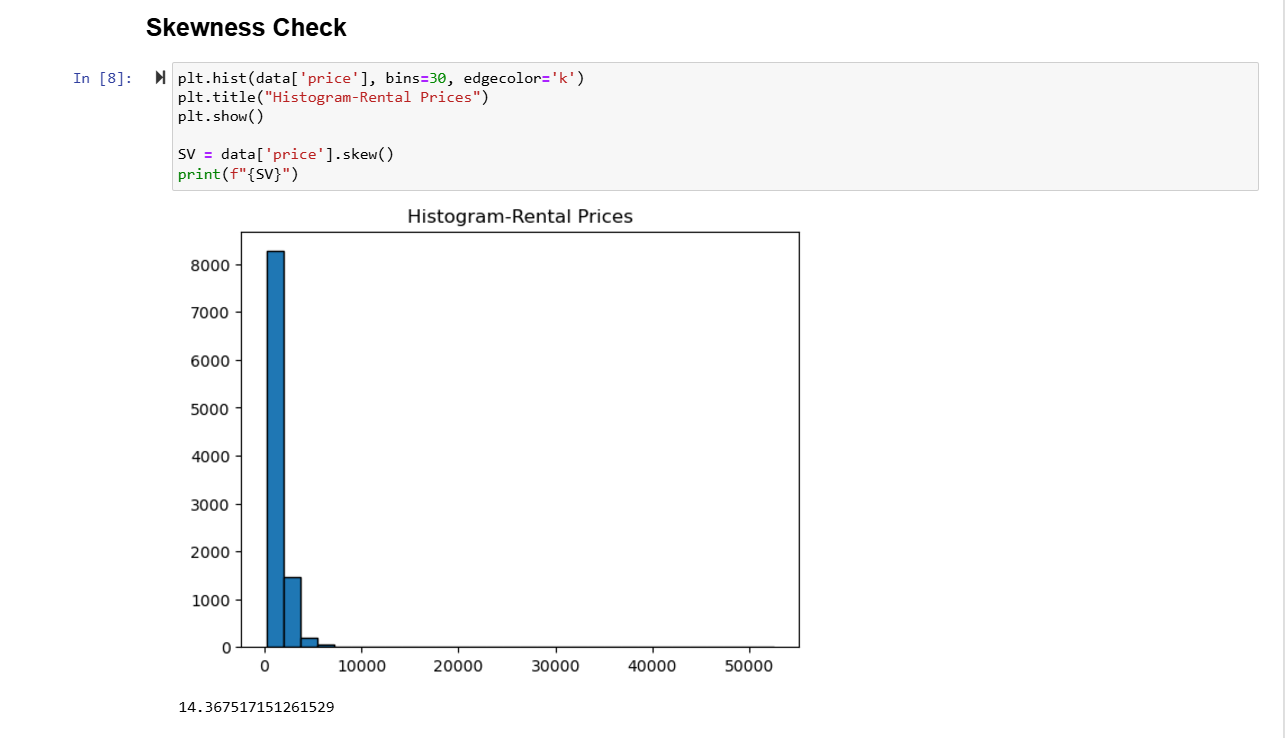 Skewness Check
In [8]:
plt.hist(data['price'], bins=30, edgecolor='k')
plt.title("Histogram-Rental Prices")
plt.show()
SV = data['price'].skew()
print(f"{SV}")
Histogram-Rental Prices
8000
7000
6000
5000
4000
3000
2000
1000
0
0 10000 20000 30000 40000 50000
14.367517151261529